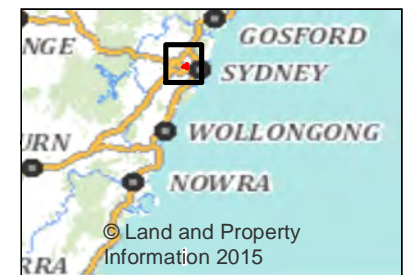 NGE
GOSFORD
SYDNEY
WOLLONGONG
URN
NOWRA
© Land and Property
Information 2015
RRA